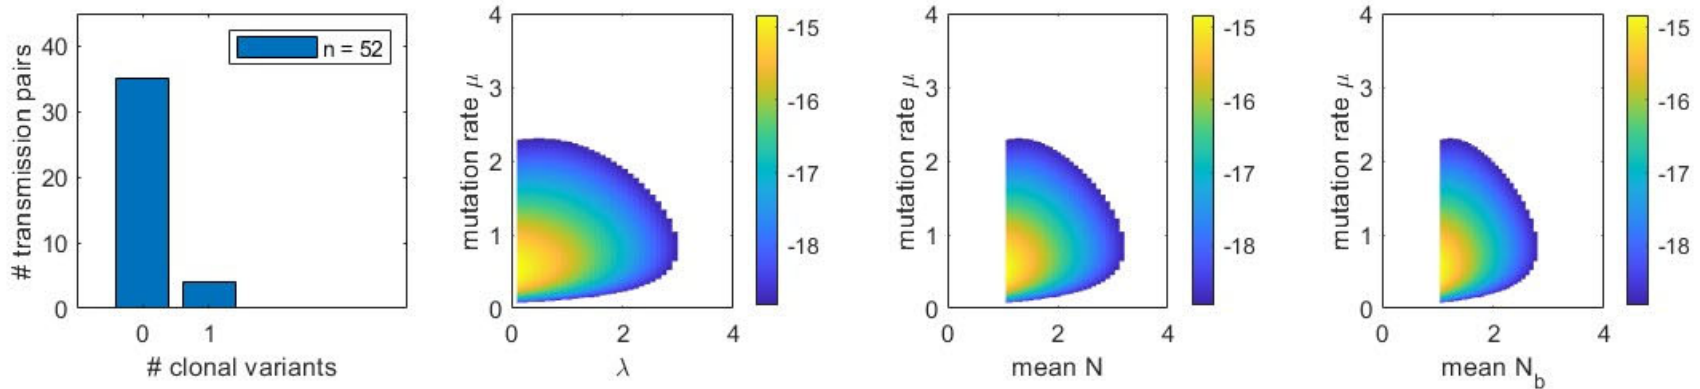 # transmission pairs
40
30
20
10
0
0 1
# clonal variants
n = 52
mutation rate μ
4
3
2
1
0
0 2 4
λ
-15
-16
-17
-18
mutation rate μ
4
3
2
1
0
0 2 4
mean N
-15
-16
-17
-18
mutation rate μ
4
3
2
1
0
0 2 4
mean N_b
-15
-16
-17
-18